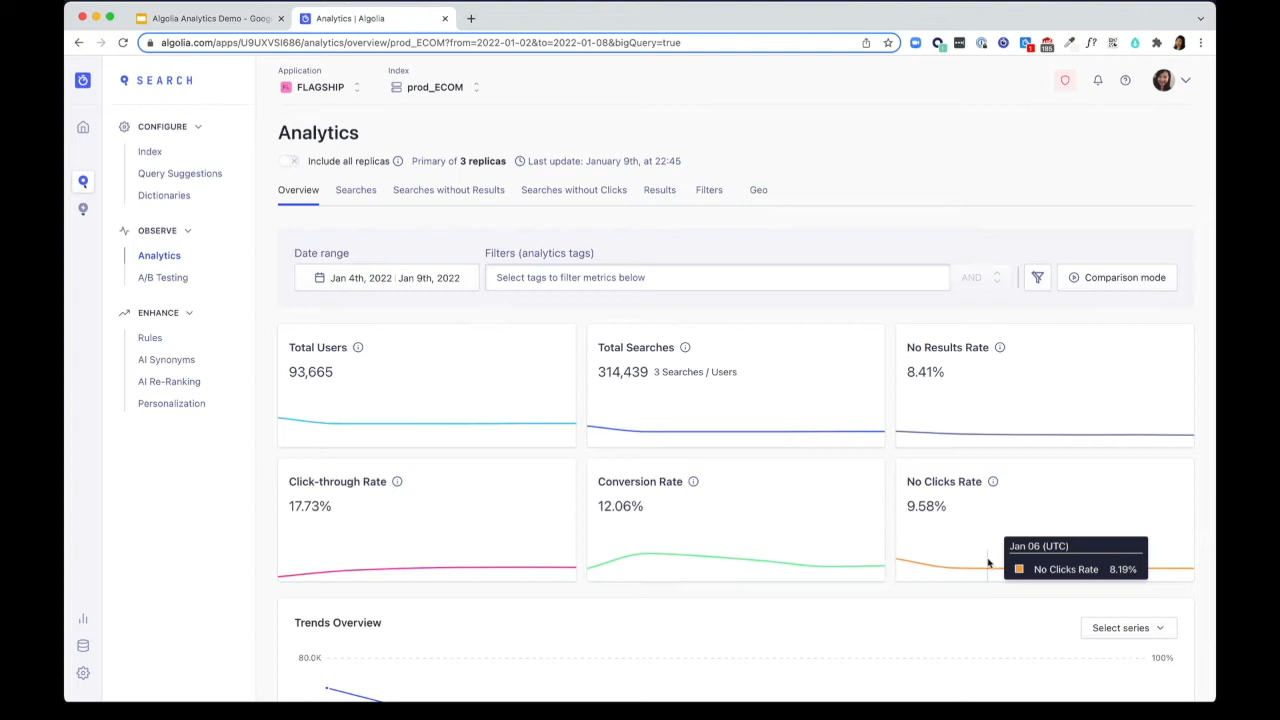 Algolia Analytics Demo - Goog
Analytics | Algolia
algolia.com/apps/U9UXVSI686/analytics/overview/prod_ECOM?from=2022-01-02&to=2022-01-08&bigQuery=true
1
185
f?
SEARCH
Application
Index
FLAGSHIP
prod_ECOM
CONFIGURE
Index
Query Suggestions
Dictionaries
OBSERVE
Analytics
A/B Testing
ENHANCE
Rules
AI Synonyms
AI Re-Ranking
Personalization
Analytics
Include all replicas
Primary of 3 replicas
Last update: January 9th, at 22:45
Overview
Searches
Searches without Results
Searches without Clicks
Results
Filters
Geo
Date range
Filters (analytics tags)
Jan 4th, 2022
Jan 9th, 2022
Select tags to filter metrics below
AND
Comparison mode
Total Users
93,665
Total Searches
314,439 3 Searches / Users
No Results Rate
8.41%
Click-through Rate
17.73%
Conversion Rate
12.06%
No Clicks Rate
9.58%
Jan 06 (UTC)
No Clicks Rate 8.19%
Trends Overview
Select series
80.0K
100%